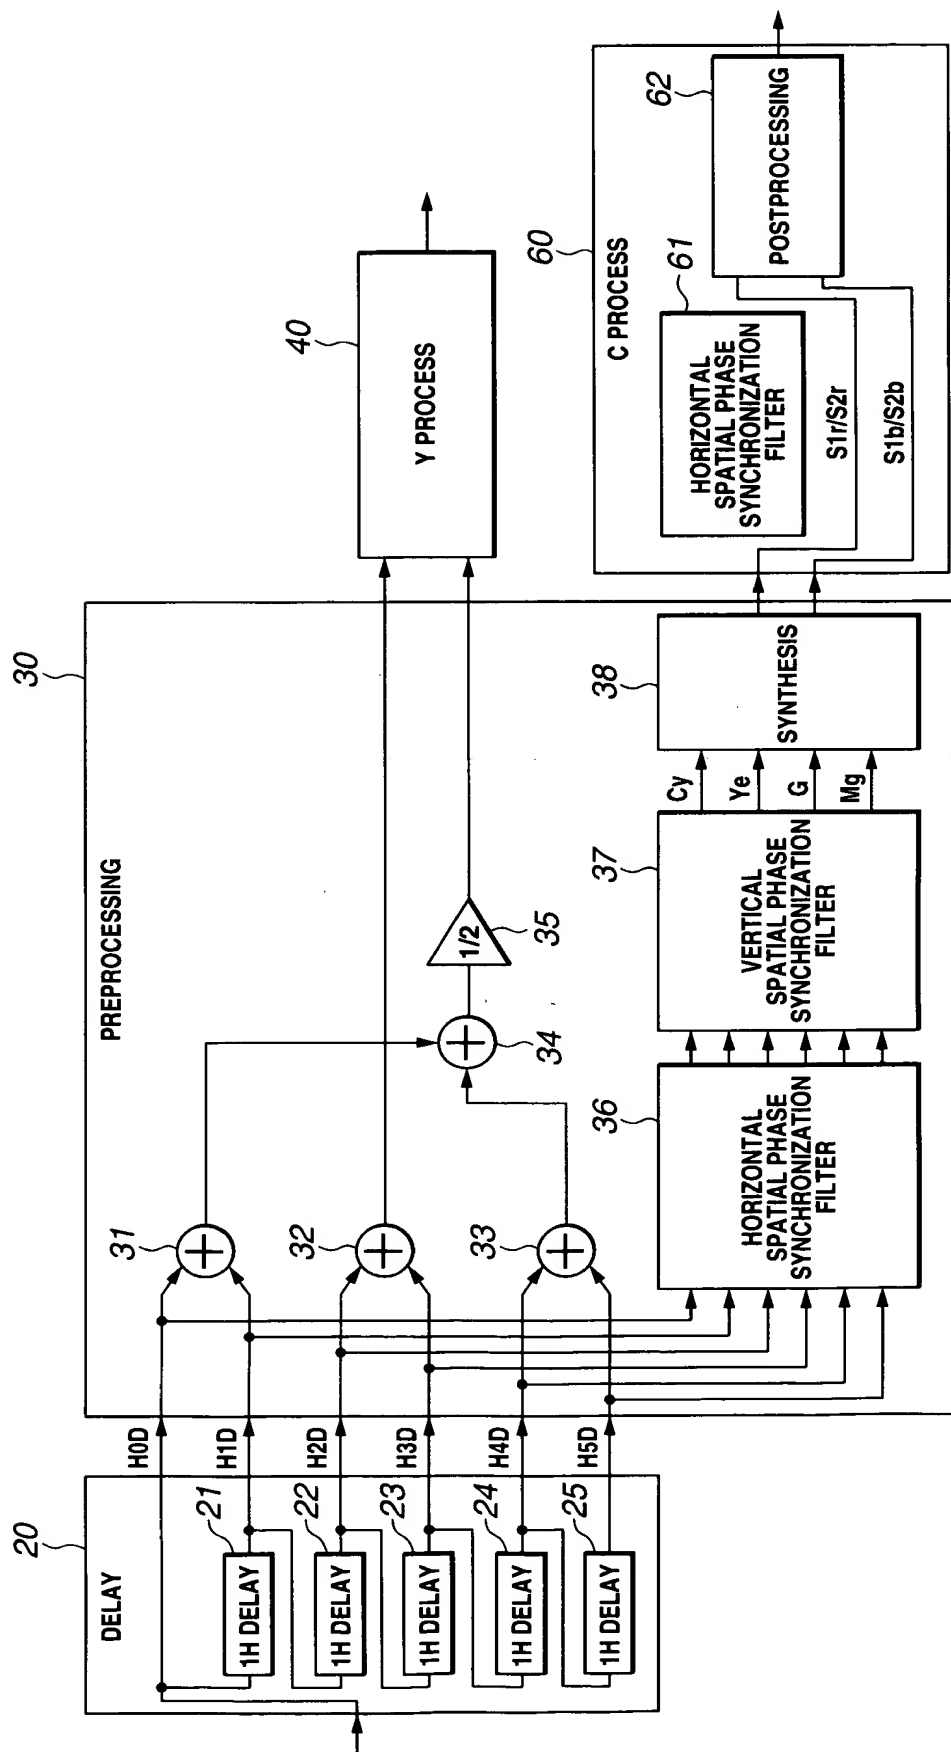 20
DELAY
21
1H DELAY
22
1H DELAY
23
1H DELAY
24
1H DELAY
25
1H DELAY
H0D
H1D
H2D
H3D
H4D
H5D
30
PREPROCESSING
31
32
33
34
1/2
35
36
HORIZONTAL
SPATIAL PHASE
SYNCHRONIZATION
FILTER
37
VERTICAL
SPATIAL PHASE
SYNCHRONIZATION
FILTER
Cy
Ye
G
Mg
38
SYNTHESIS
40
Y PROCESS
60
C PROCESS
61
HORIZONTAL
SPATIAL PHASE
SYNCHRONIZATION
FILTER
S1r/S2r
S1b/S2b
62
POSTPROCESSING